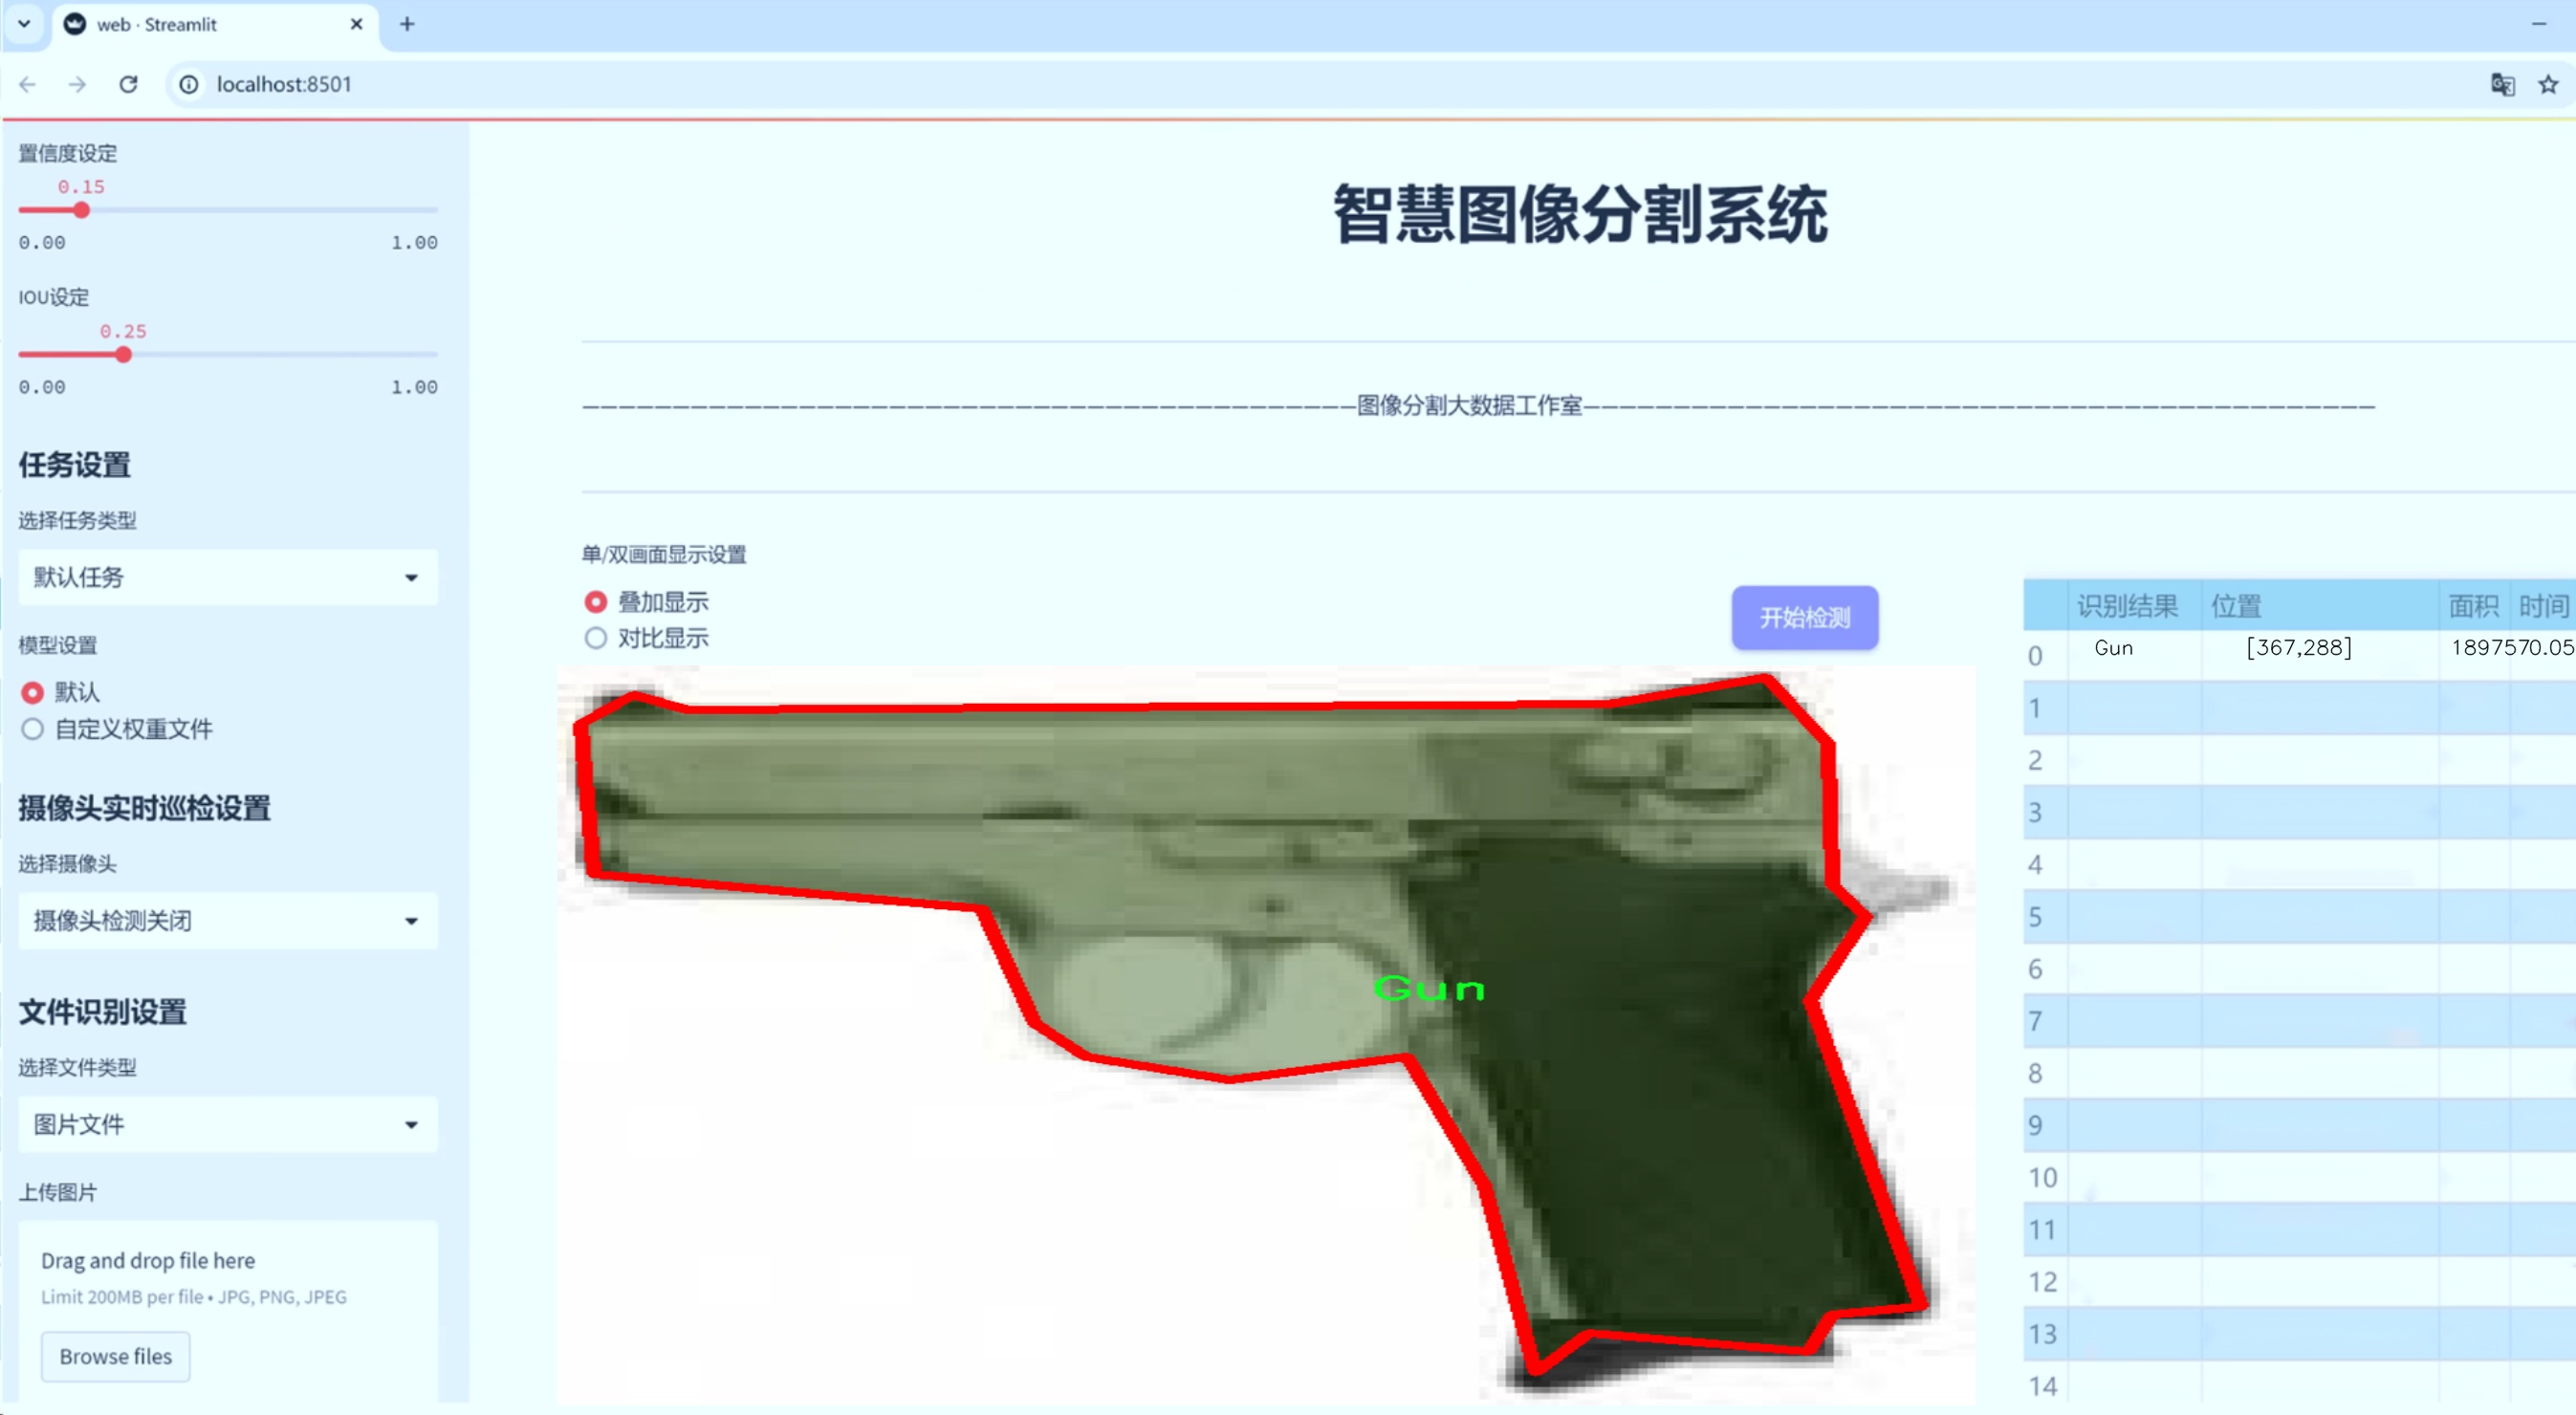 web · Streamlit
localhost:8501
置信度设定
0.15
0.00 1.00
IOU设定
0.25
0.00 1.00
任务设置
选择任务类型
默认任务
模型设置
默认
自定义权重文件
摄像头实时巡检设置
选择摄像头
摄像头检测关闭
文件识别设置
选择文件类型
图片文件
上传图片
Drag and drop file here
Limit 200MB per file • JPG, PNG, JPEG
Browse files
智慧图像分割系统
图像分割大数据工作室
单/双画面显示设置
叠加显示
对比显示
开始检测
Gun
识别结果 位置 面积 时间
0 Gun [367,288] 1897570.05
1
2
3
4
5
6
7
8
9
10
11
12
13
14